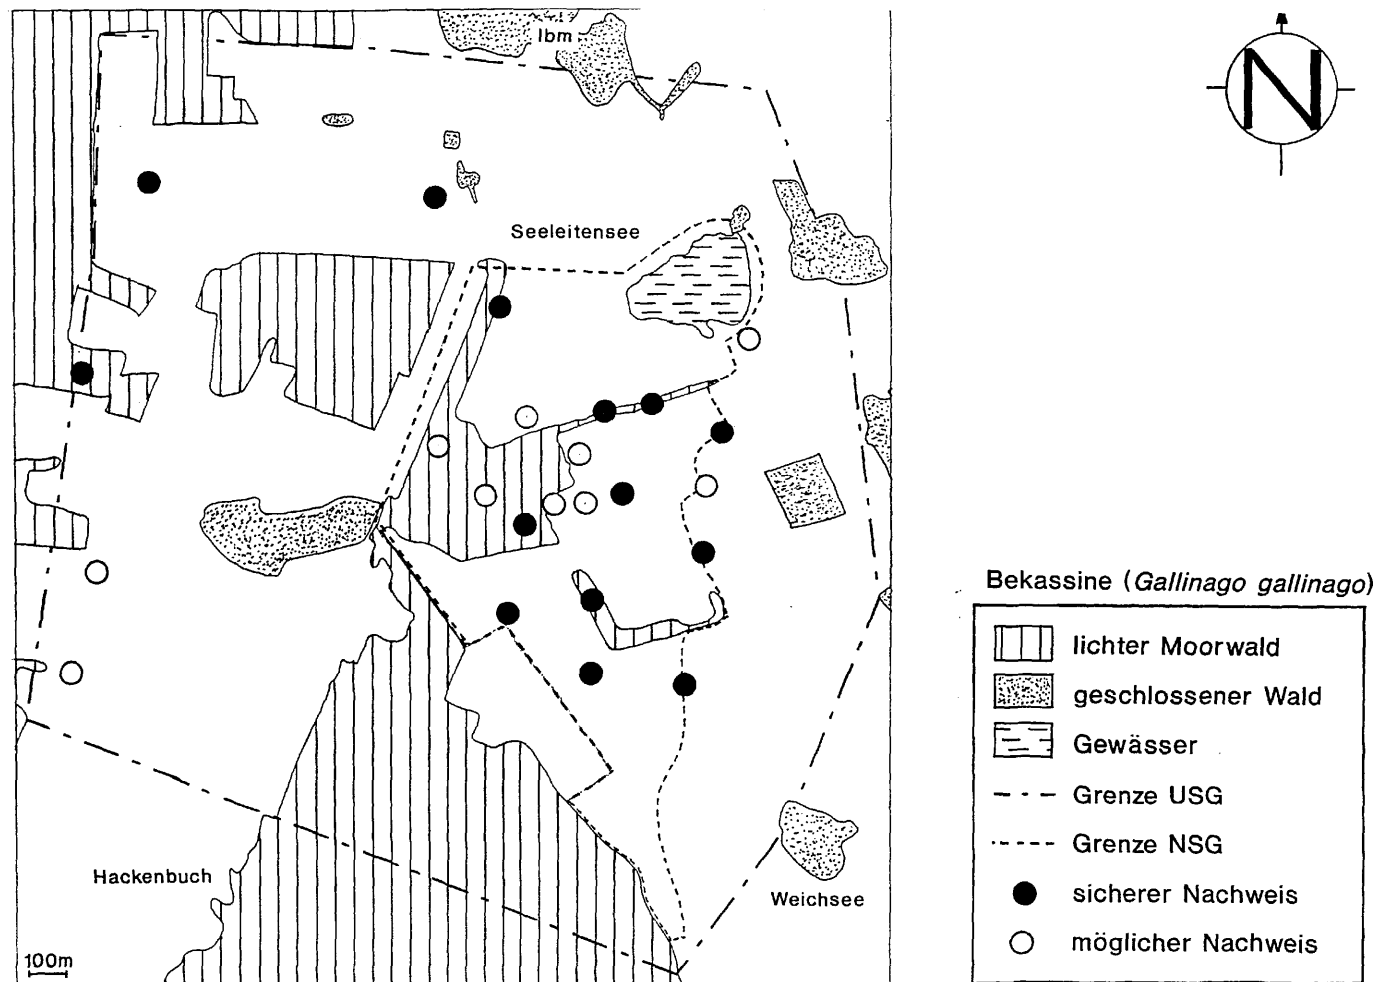 Ibm
N
Seeleitensee
Hackenbuch
Weichsee
100m
Bekassine (Gallinago gallinago)
lichter Moorwald
geschlossener Wald
Gewässer
Grenze USG
Grenze NSG
sicherer Nachweis
möglicher Nachweis